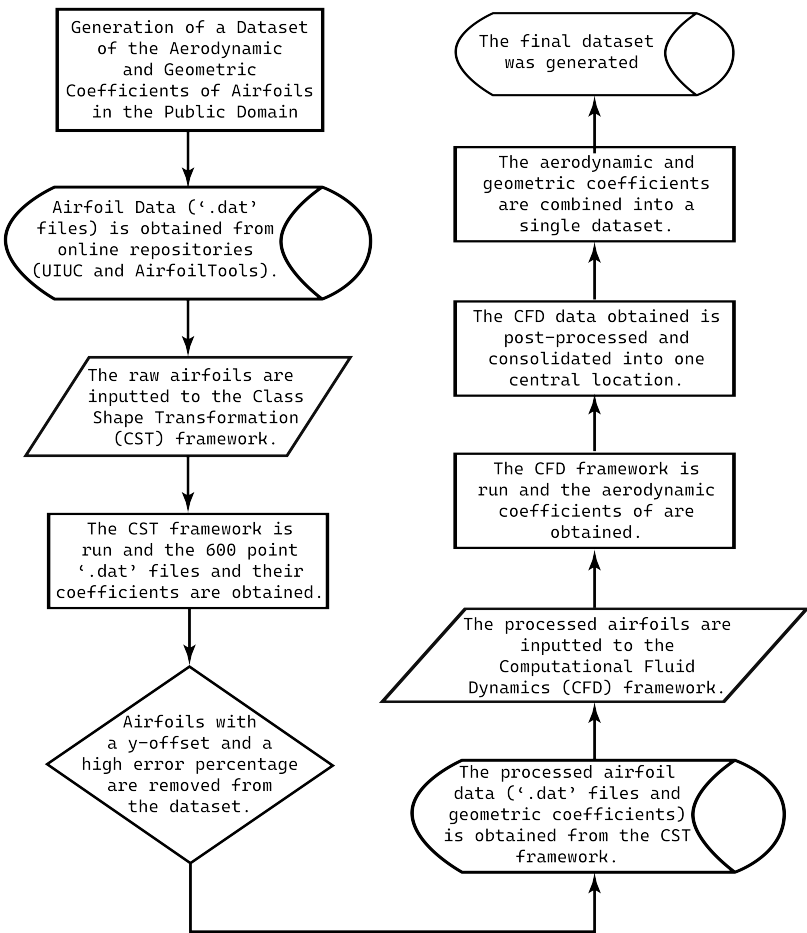 Generation of a Dataset
of the Aerodynamic
and Geometric
Coefficients of Airfoils
in the Public Domain
Airfoil Data (‘.dat’
files) is obtained from
online repositories
(UIUC and AirfoilTools).
The raw airfoils are
inputted to the Class
Shape Transformation
(CST) framework.
The CST framework is
run and the 600 point
‘.dat’ files and their
coefficients are obtained.
Airfoils with
a y-offset and a
high error percentage
are removed from
the dataset.
The processed airfoil
data (‘.dat’ files and
geometric coefficients)
is obtained from the CST
framework.
The processed airfoils are
inputted to the
Computational Fluid
Dynamics (CFD) framework.
The CFD framework is
run and the aerodynamic
coefficients of are
obtained.
The CFD data obtained is
post-processed and
consolidated into one
central location.
The aerodynamic and
geometric coefficients
are combined into a
single dataset.
The final dataset
was generated